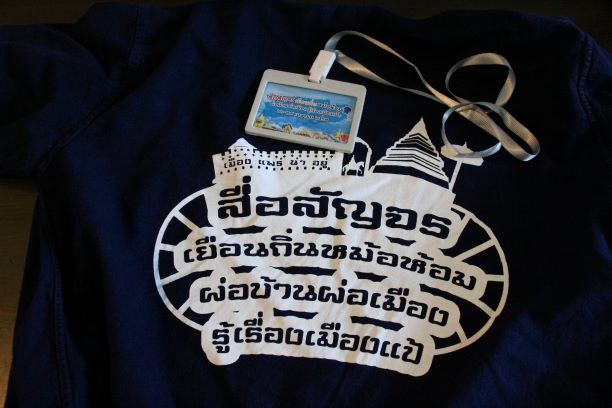 เมือง แพร่ น่า อยู่
สื่อสัญจร
เยือนถิ่นหม้อห้อม
ผ่อบ้านผ่อเมือง
รู้เรื่องเมืองแป้